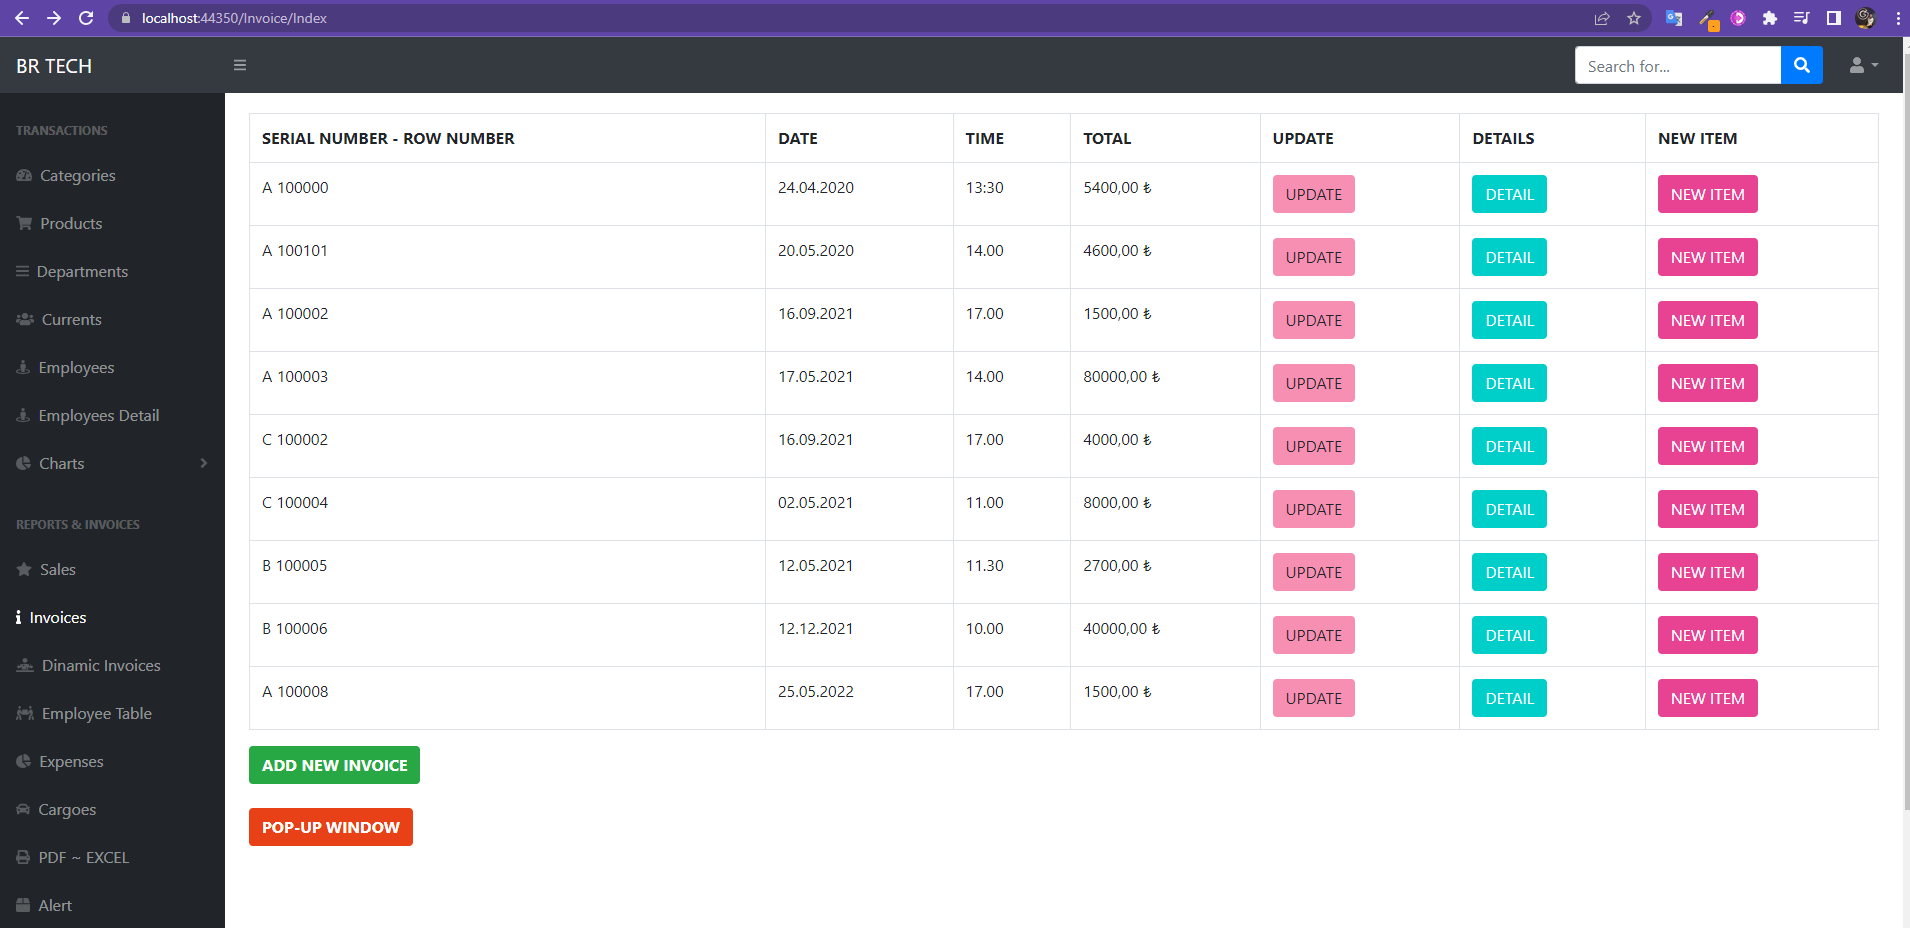 localhost:44350/Invoice/Index
BR TECH
Search for...
TRANSACTIONS
Categories
Products
Departments
Currents
Employees
Employees Detail
Charts
REPORTS & INVOICES
Sales
Invoices
Dinamic Invoices
Employee Table
Expenses
Cargoes
PDF ~ EXCEL
Alert
SERIAL NUMBER - ROW NUMBER DATE TIME TOTAL UPDATE DETAILS NEW ITEM
A 100000 24.04.2020 13:30 5400,00 ₺ UPDATE DETAIL NEW ITEM
A 100101 20.05.2020 14.00 4600,00 ₺ UPDATE DETAIL NEW ITEM
A 100002 16.09.2021 17.00 1500,00 ₺ UPDATE DETAIL NEW ITEM
A 100003 17.05.2021 14.00 80000,00 ₺ UPDATE DETAIL NEW ITEM
C 100002 16.09.2021 17.00 4000,00 ₺ UPDATE DETAIL NEW ITEM
C 100004 02.05.2021 11.00 8000,00 ₺ UPDATE DETAIL NEW ITEM
B 100005 12.05.2021 11.30 2700,00 ₺ UPDATE DETAIL NEW ITEM
B 100006 12.12.2021 10.00 40000,00 ₺ UPDATE DETAIL NEW ITEM
A 100008 25.05.2022 17.00 1500,00 ₺ UPDATE DETAIL NEW ITEM
ADD NEW INVOICE
POP-UP WINDOW